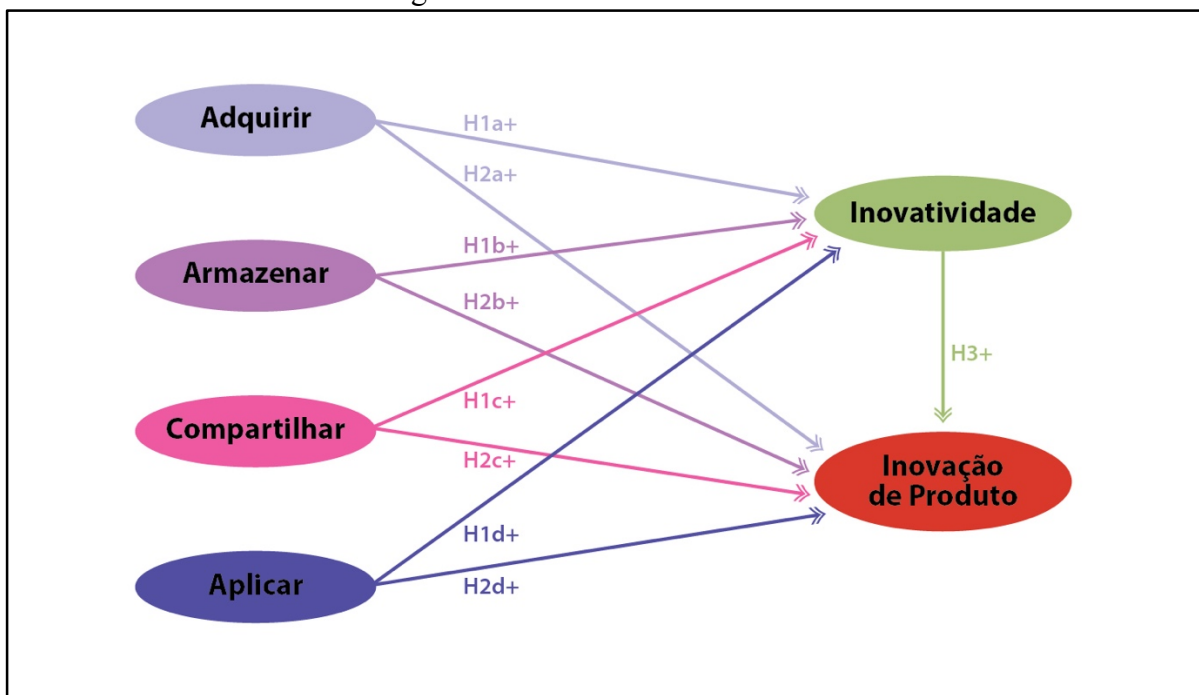 Adquirir
H1a+
H2a+
Inovatividade
Armazenar
H1b+
H2b+
H3+
Compartilhar
H1c+
H2c+
Inovação
de Produto
H1d+
Aplicar
H2d+